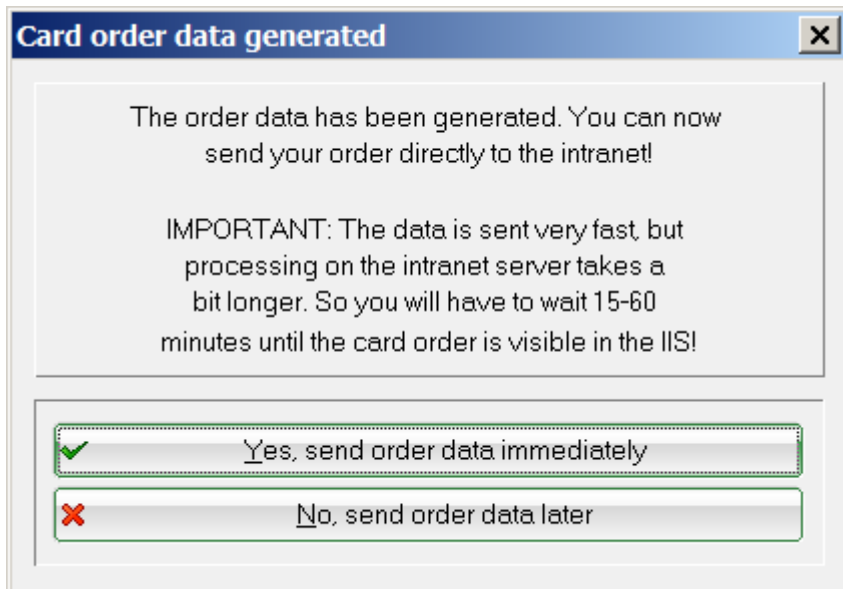 Card order data generated
The order data has been generated. You can now
send your order directly to the intranet!
IMPORTANT: The data is sent very fast, but
processing on the intranet server takes a
bit longer. So you will have to wait 15-60
minutes until the card order is visible in the IIS!
Yes, send order data immediately
No, send order data later